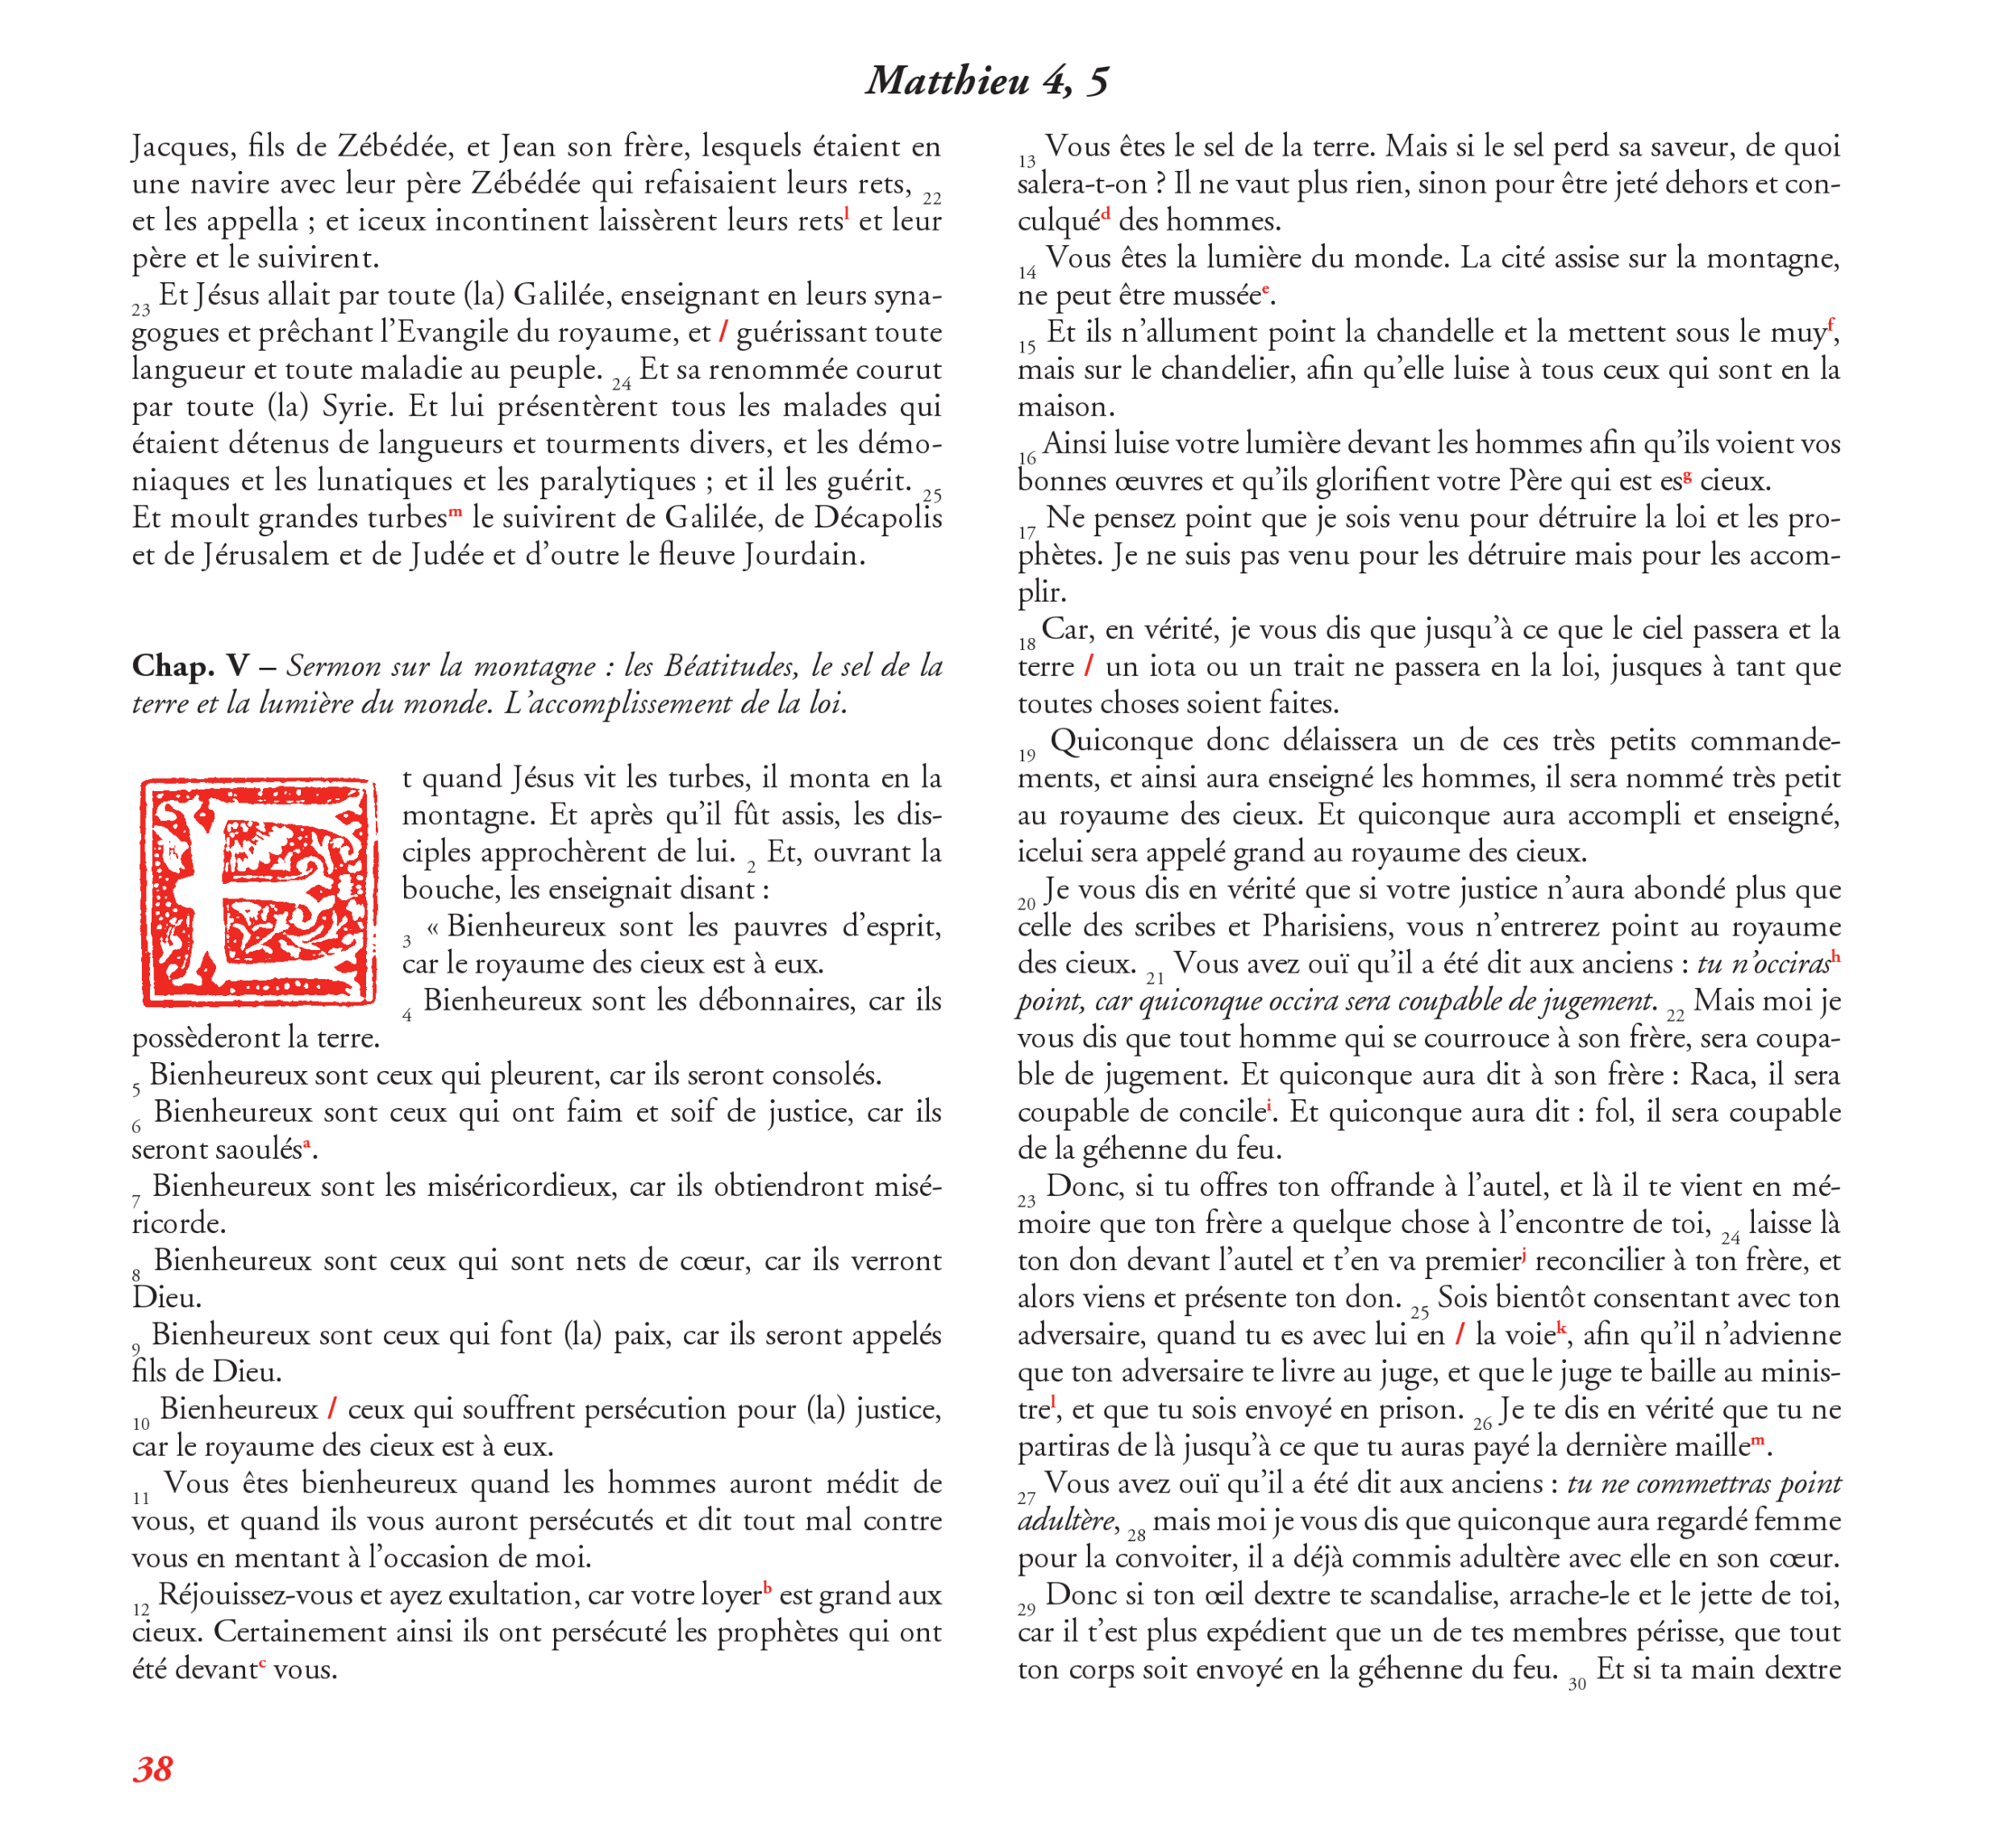 Matthieu 4, 5
Jacques, fils de Zébédée, et Jean son frère, lesquels étaient en
une navire avec leur père Zébédée qui refaisaient leurs rets, 22
et les appella ; et iceux incontinent laissèrent leurs retsl et leur
père et le suivirent.
23 Et Jésus allait par toute (la) Galilée, enseignant en leurs syna-
gogues et prêchant l’Evangile du royaume, et / guérissant toute
langueur et toute maladie au peuple. 24 Et sa renommée courut
par toute (la) Syrie. Et lui présentèrent tous les malades qui
étaient détenus de langueurs et tourments divers, et les démo-
niaques et les lunatiques et les paralytiques ; et il les guérit. 25
Et moult grandes turbesm le suivirent de Galilée, de Décapolis
et de Jérusalem et de Judée et d’outre le fleuve Jourdain.
Chap. V – Sermon sur la montagne : les Béatitudes, le sel de la
terre et la lumière du monde. L’accomplissement de la loi.
Et quand Jésus vit les turbes, il monta en la
montagne. Et après qu’il fût assis, les dis-
ciples approchèrent de lui. 2 Et, ouvrant la
bouche, les enseignait disant :
3 « Bienheureux sont les pauvres d’esprit,
car le royaume des cieux est à eux.
4 Bienheureux sont les débonnaires, car ils
possèderont la terre.
5 Bienheureux sont ceux qui pleurent, car ils seront consolés.
6 Bienheureux sont ceux qui ont faim et soif de justice, car ils
seront saoulésa.
7 Bienheureux sont les miséricordieux, car ils obtiendront misé-
ricorde.
8 Bienheureux sont ceux qui sont nets de cœur, car ils verront
Dieu.
9 Bienheureux sont ceux qui font (la) paix, car ils seront appelés
fils de Dieu.
10 Bienheureux / ceux qui souffrent persécution pour (la) justice,
car le royaume des cieux est à eux.
11 Vous êtes bienheureux quand les hommes auront médit de
vous, et quand ils vous auront persécutés et dit tout mal contre
vous en mentant à l’occasion de moi.
12 Réjouissez-vous et ayez exultation, car votre loyerb est grand aux
cieux. Certainement ainsi ils ont persécuté les prophètes qui ont
été devantc vous.
13 Vous êtes le sel de la terre. Mais si le sel perd sa saveur, de quoi
salera-t-on ? Il ne vaut plus rien, sinon pour être jeté dehors et con-
culquéd des hommes.
14 Vous êtes la lumière du monde. La cité assise sur la montagne,
ne peut être musséee.
15 Et ils n’allument point la chandelle et la mettent sous le muyf,
mais sur le chandelier, afin qu’elle luise à tous ceux qui sont en la
maison.
16 Ainsi luise votre lumière devant les hommes afin qu’ils voient vos
bonnes œuvres et qu’ils glorifient votre Père qui est esg cieux.
17 Ne pensez point que je sois venu pour détruire la loi et les pro-
phètes. Je ne suis pas venu pour les détruire mais pour les accom-
plir.
18 Car, en vérité, je vous dis que jusqu’à ce que le ciel passera et la
terre / un iota ou un trait ne passera en la loi, jusques à tant que
toutes choses soient faites.
19 Quiconque donc délaissera un de ces très petits commande-
ments, et ainsi aura enseigné les hommes, il sera nommé très petit
au royaume des cieux. Et quiconque aura accompli et enseigné,
icelui sera appelé grand au royaume des cieux.
20 Je vous dis en vérité que si votre justice n’aura abondé plus que
celle des scribes et Pharisiens, vous n’entrerez point au royaume
des cieux. 21 Vous avez ouï qu’il a été dit aux anciens : tu n’occirash
point, car quiconque occira sera coupable de jugement. 22 Mais moi je
vous dis que tout homme qui se courrouce à son frère, sera coupa-
ble de jugement. Et quiconque aura dit à son frère : Raca, il sera
coupable de concilei. Et quiconque aura dit : fol, il sera coupable
de la géhenne du feu.
23 Donc, si tu offres ton offrande à l’autel, et là il te vient en mé-
moire que ton frère a quelque chose à l’encontre de toi, 24 laisse là
ton don devant l’autel et t’en va premierj reconcilier à ton frère, et
alors viens et présente ton don. 25 Sois bientôt consentant avec ton
adversaire, quand tu es avec lui en / la voiek, afin qu’il n’advienne
que ton adversaire te livre au juge, et que le juge te baille au minis-
trel, et que tu sois envoyé en prison. 26 Je te dis en vérité que tu ne
partiras de là jusqu’à ce que tu auras payé la dernière maillem.
27 Vous avez ouï qu’il a été dit aux anciens : tu ne commettras point
adultère, 28 mais moi je vous dis que quiconque aura regardé femme
pour la convoiter, il a déjà commis adultère avec elle en son cœur.
29 Donc si ton œil dextre te scandalise, arrache-le et le jette de toi,
car il t’est plus expédient que un de tes membres périsse, que tout
ton corps soit envoyé en la géhenne du feu. 30 Et si ta main dextre
38